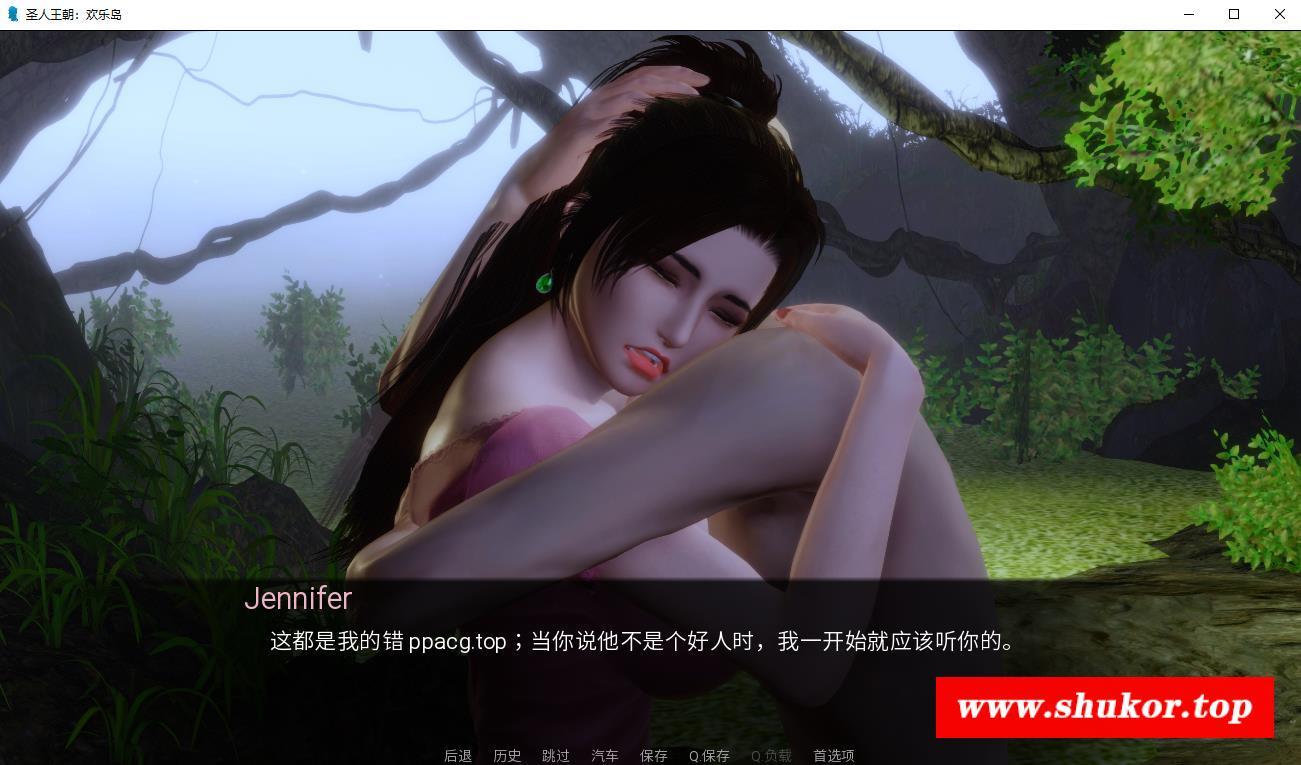 圣人王朝：欢乐岛
Jennifer
这都是我的错 ppacg.top；当你说他不是个好人时，我一开始就应该听你的。
www.shukor.top
后退 历史 跳过 汽车 保存 Q.保存 Q.负载 首选项